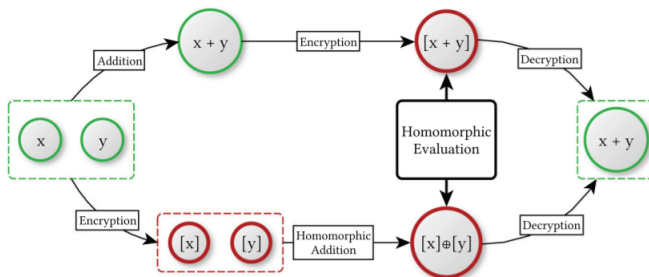 Addition
x + y
Encryption
[x + y]
Decryption
x
y
Homomorphic
Evaluation
x + y
Encryption
[x]
[y]
Homomorphic
Addition
[x]⊕[y]
Decryption